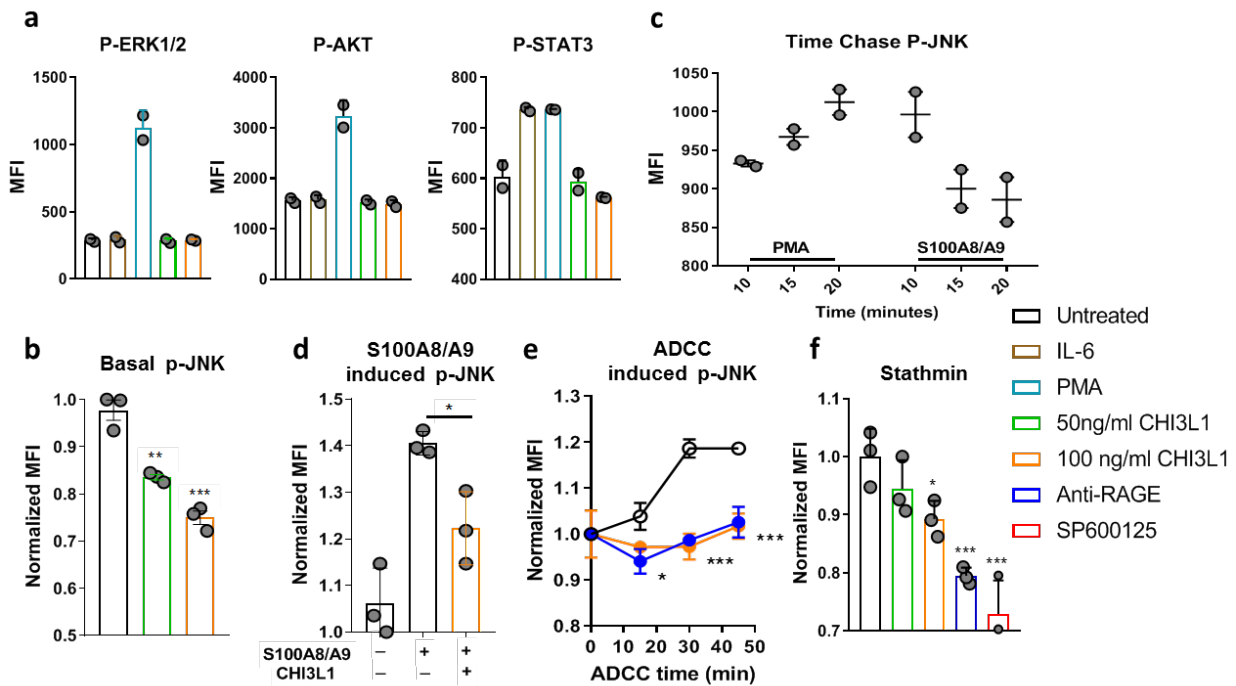 a
P-ERK1/2
MFI
1500
1000
500
0
P-AKT
MFI
4000
3000
2000
1000
0
P-STAT3
MFI
800
700
600
500
400
c
Time Chase P-JNK
MFI
1050
1000
950
900
850
800
PMA
S100A8/A9
10
15
20
10
15
20
Time (minutes)
b
Basal p-JNK
Normalized MFI
1.0
0.9
0.8
0.7
0.6
0.5
**
***
d
S100A8/A9
induced p-JNK
Normalized MFI
1.5
1.4
1.3
1.2
1.1
1.0
*
S100A8/A9 – + +
CHI3L1 – – +
e
ADCC
induced p-JNK
Normalized MFI
1.3
1.2
1.1
1.0
0.9
0.8
*
***
***
0 10 20 30 40 50
ADCC time (min)
f
Stathmin
Normalized MFI
1.1
1.0
0.9
0.8
0.7
*
***
***
Untreated
IL-6
PMA
50ng/ml CHI3L1
100 ng/ml CHI3L1
Anti-RAGE
SP600125